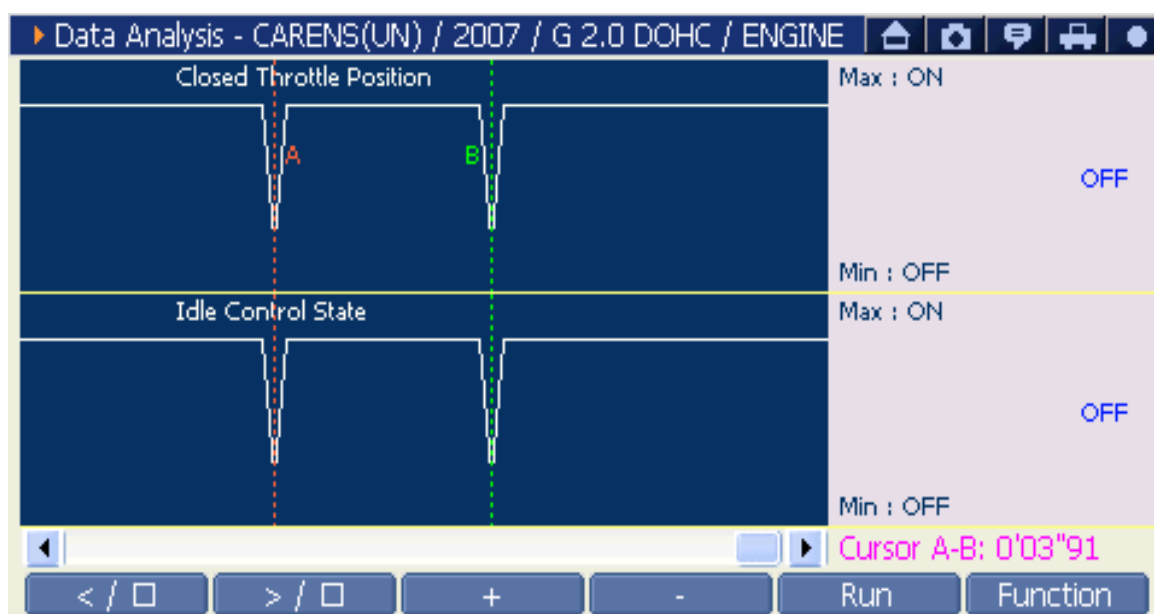 Data Analysis - CARENS(UN) / 2007 / G 2.0 DOHC / ENGINE
Closed Throttle Position
Max : ON
A
B
OFF
Min : OFF
Idle Control State
Max : ON
OFF
Min : OFF
Cursor A-B: 0'03"91
< / □ > / □ + - Run Function